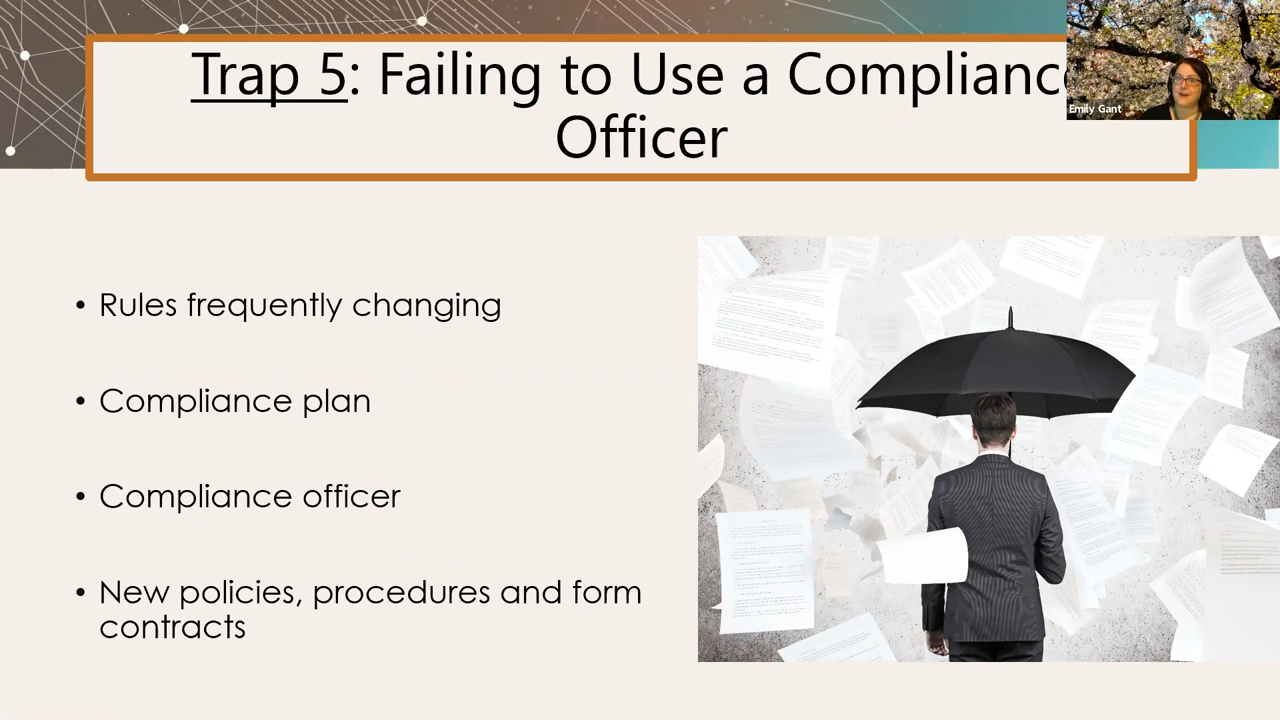 Trap 5: Failing to Use a Compliance
Officer
Emily Gant
• Rules frequently changing
• Compliance plan
• Compliance officer
• New policies, procedures and form
contracts